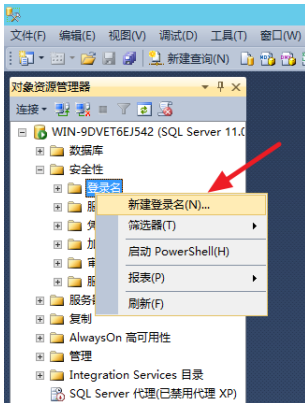 文件(F) 编辑(E) 视图(V) 调试(D) 工具(T) 窗口(W)
新建查询(N)
对象资源管理器
连接
WIN-9DVET6EJ542 (SQL Server 11.0
数据库
安全性
登录名
新建登录名(N)...
筛选器(T)
启动 PowerShell(H)
报表(P)
刷新(F)
复制
AlwaysOn 高可用性
管理
Integration Services 目录
SQL Server 代理(已禁用代理 XP)